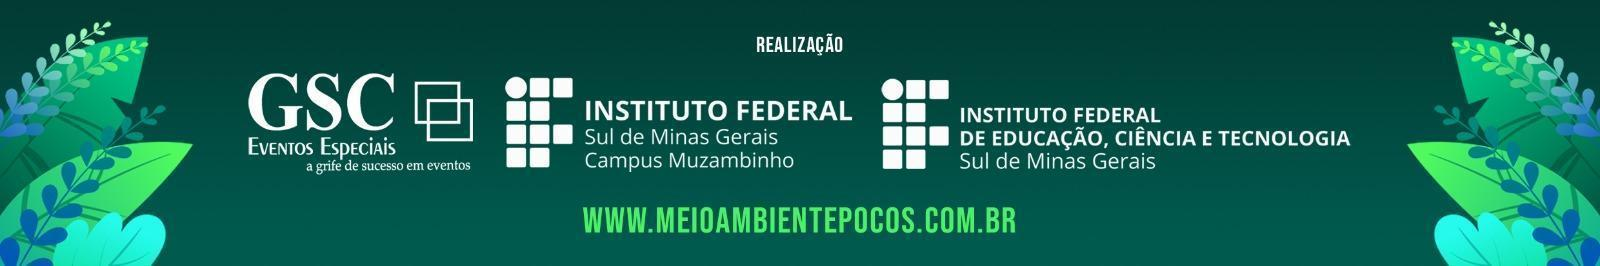 REALIZAÇÃO
GSC
EVENTOS ESPECIAIS
a grife de sucesso em eventos
INSTITUTO FEDERAL
Sul de Minas Gerais
Campus Muzambinho
INSTITUTO FEDERAL
DE EDUCAÇÃO, CIÊNCIA E TECNOLOGIA
Sul de Minas Gerais
WWW.MEIOAMBIENTEPOCOS.COM.BR